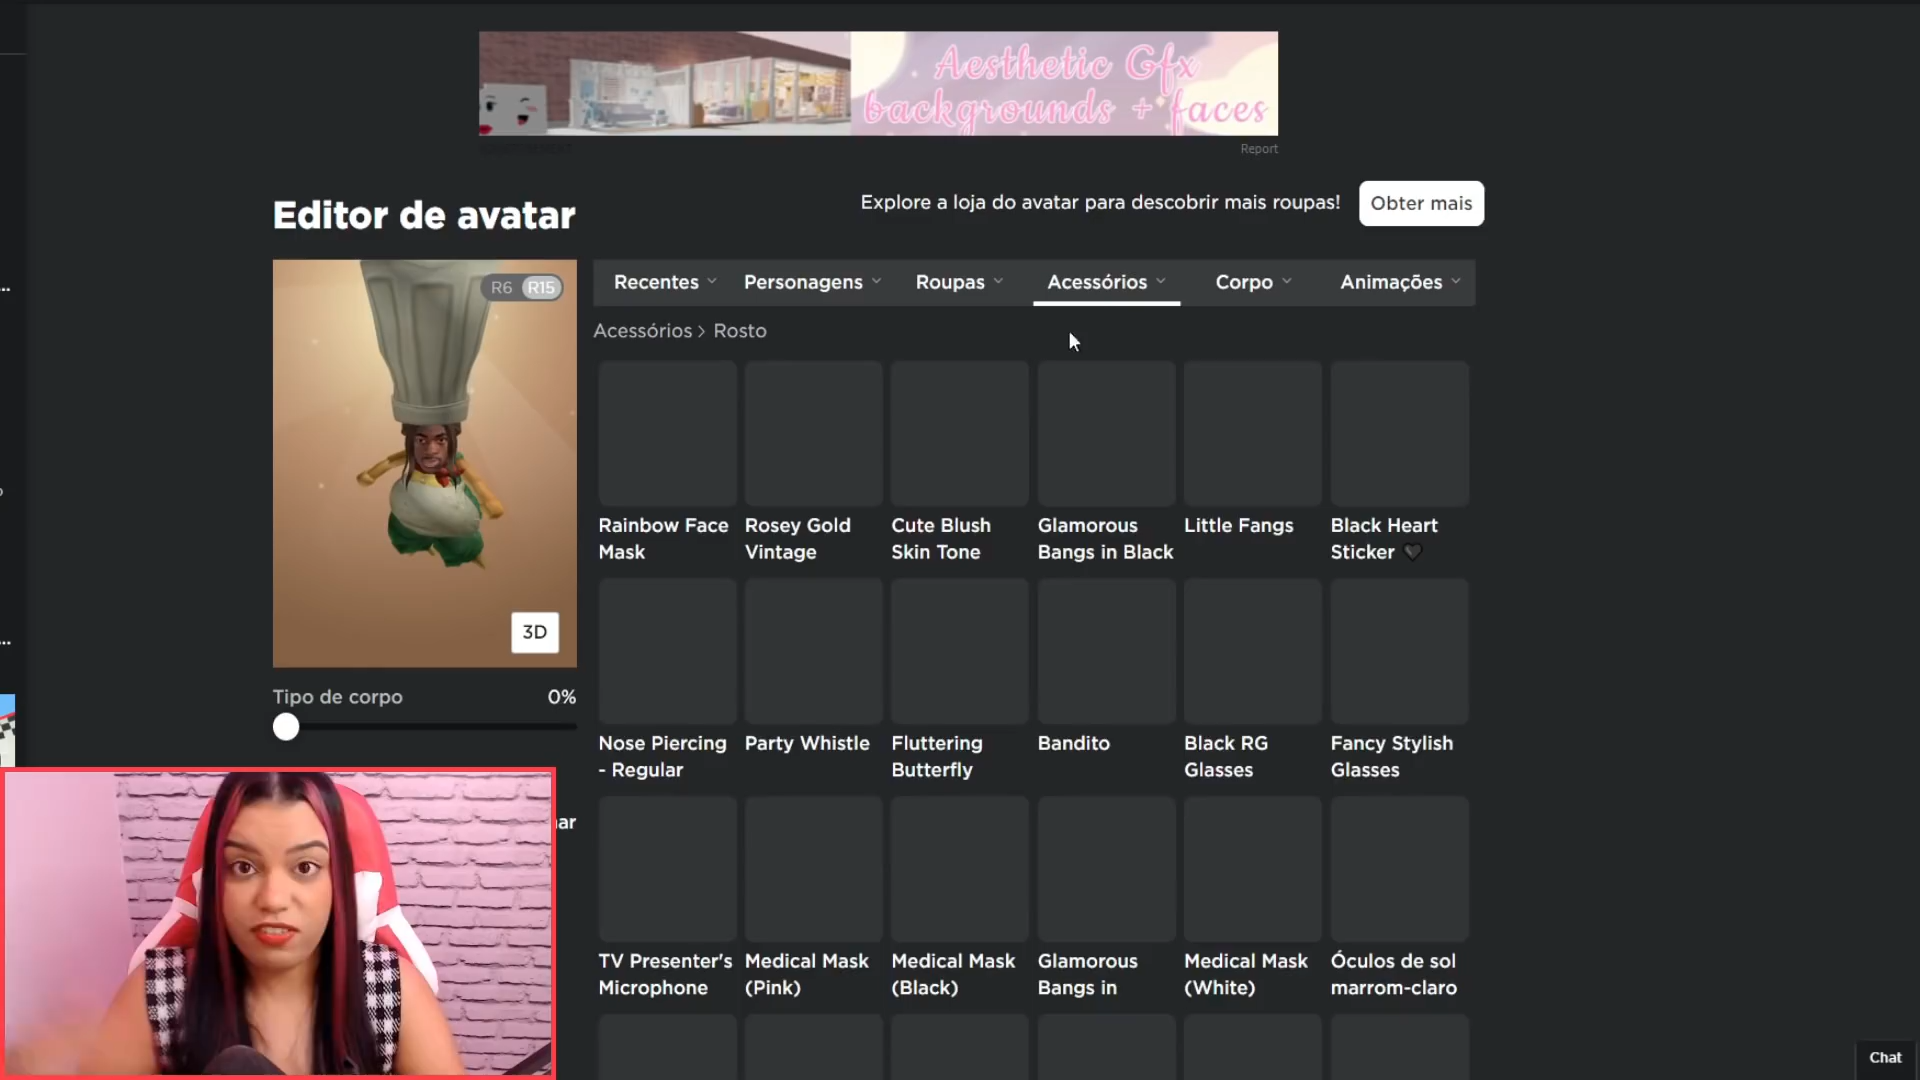 Aesthetic Gfx
backgrounds + faces
Report
Editor de avatar
Explore a loja do avatar para descobrir mais roupas!
Obter mais
R6 R15
Recentes
Personagens
Roupas
Acessórios
Corpo
Animações
Acessórios > Rosto
Rainbow Face
Mask
Rosey Gold
Vintage
Cute Blush
Skin Tone
Glamorous
Bangs in Black
Little Fangs
Black Heart
Sticker 🖤
3D
Tipo de corpo
0%
Nose Piercing
- Regular
Party Whistle
Fluttering
Butterfly
Bandito
Black RG
Glasses
Fancy Stylish
Glasses
TV Presenter's
Microphone
Medical Mask
(Pink)
Medical Mask
(Black)
Glamorous
Bangs in
Medical Mask
(White)
Óculos de sol
marrom-claro
Chat